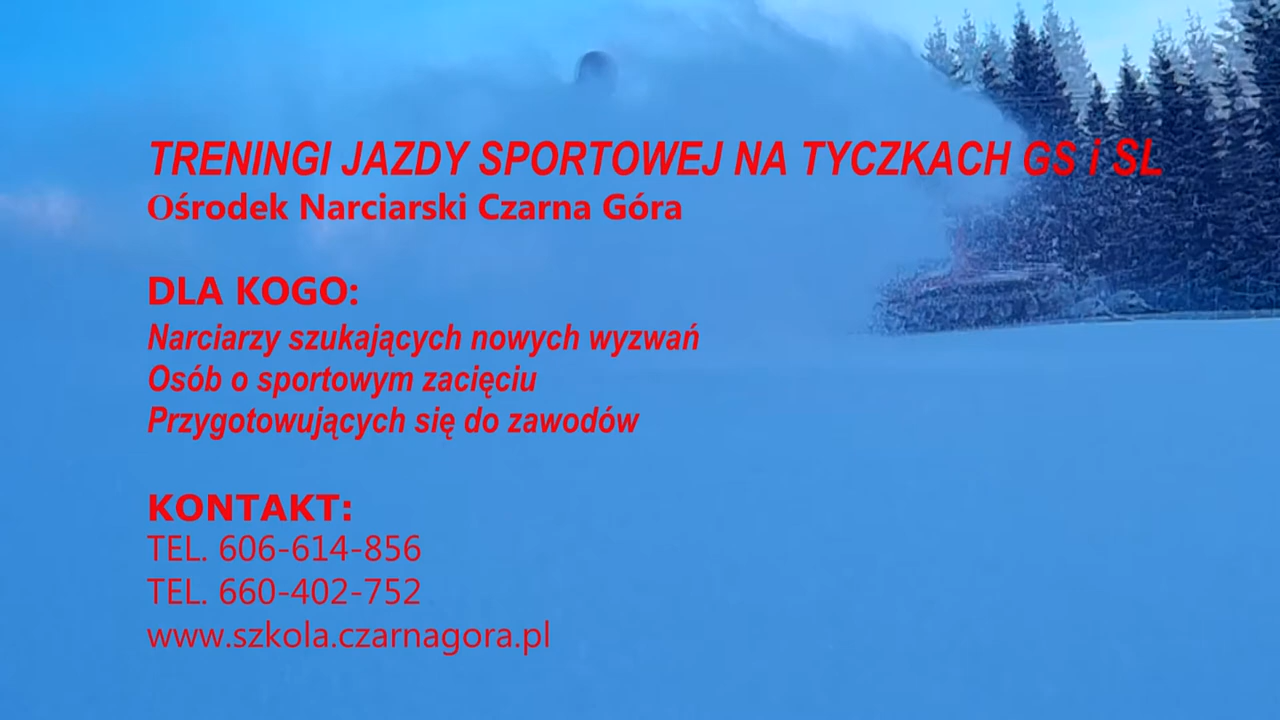 TRENINGI JAZDY SPORTOWEJ NA TYCZKACH GS i SL
Ośrodek Narciarski Czarna Góra
DLA KOGO:
Narciarzy szukających nowych wyzwań
Osób o sportowym zacięciu
Przygotowujących się do zawodów
KONTAKT:
TEL. 606-614-856
TEL. 660-402-752
www.szkola.czarnagora.pl